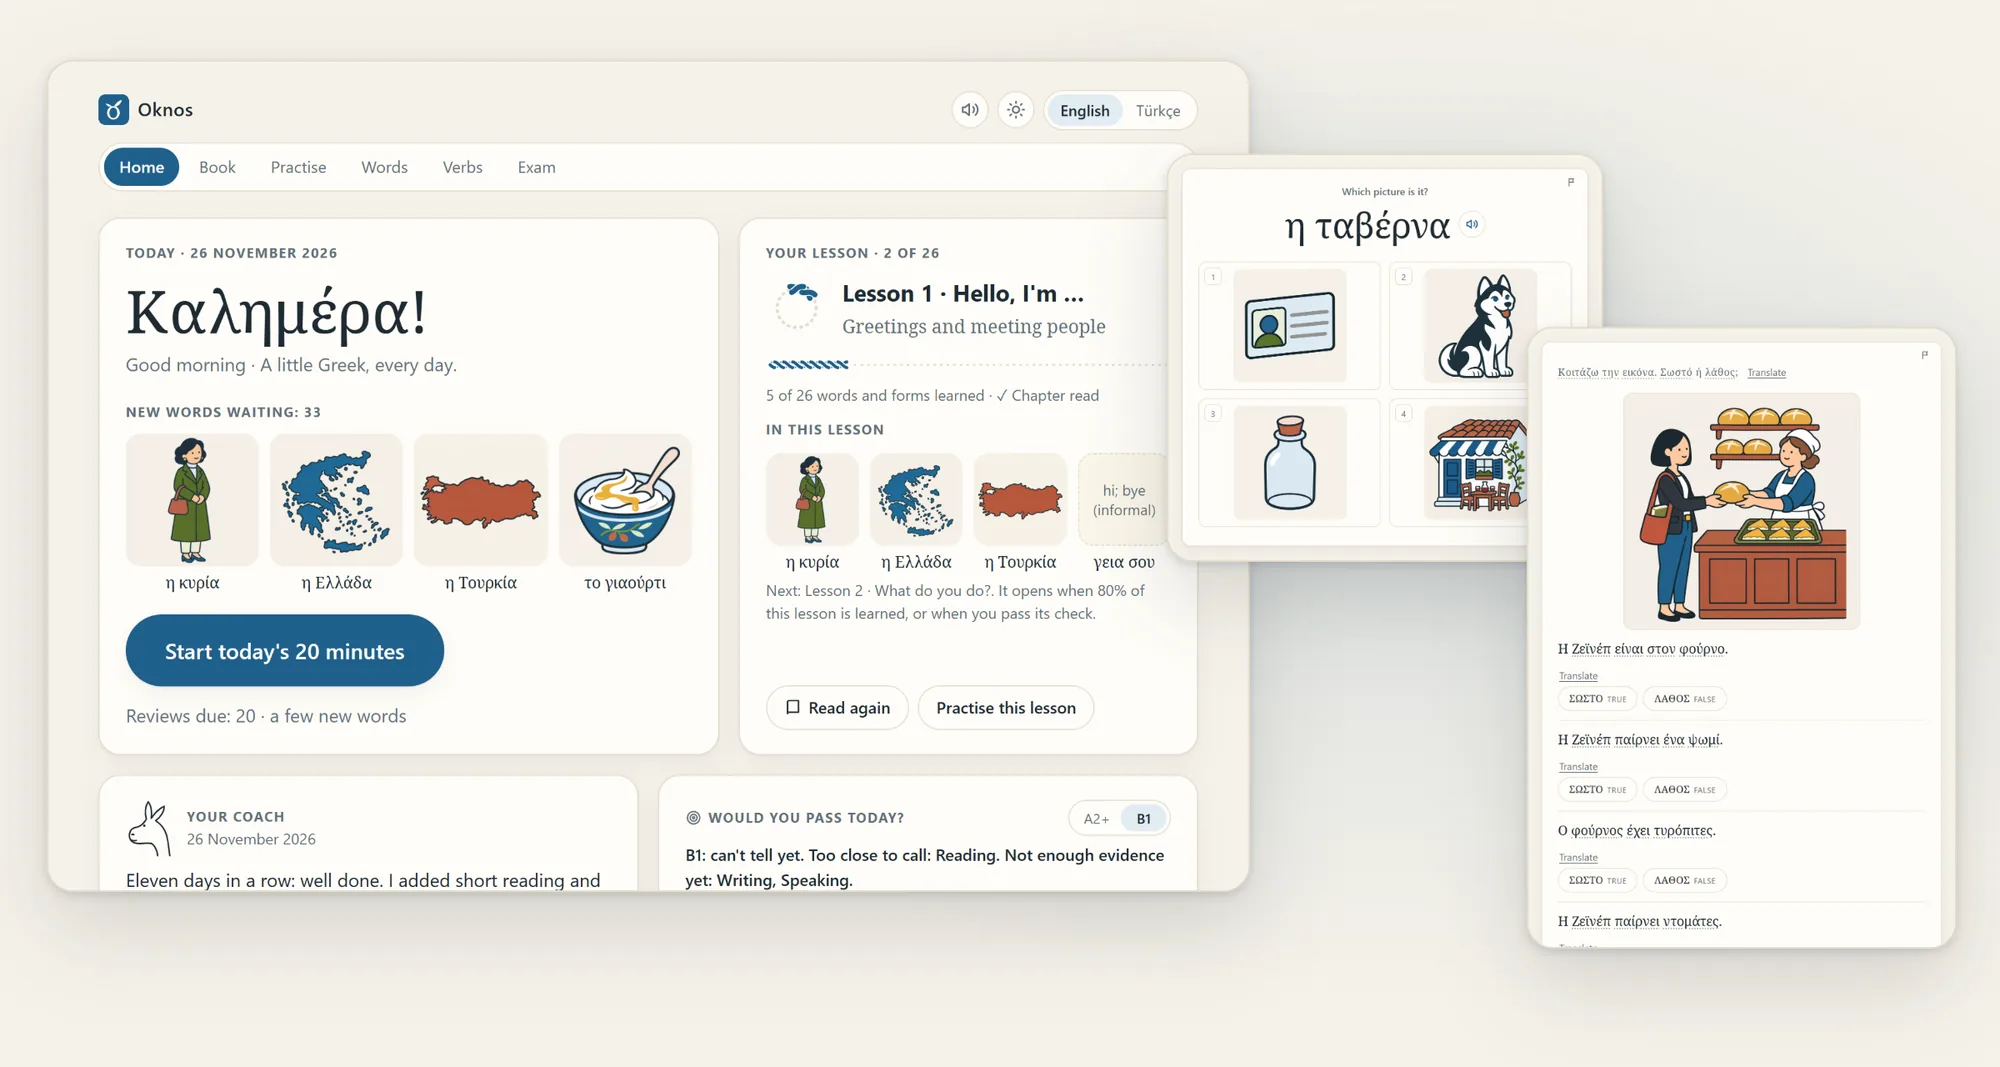 Oknos
English
Türkçe
Home
Book
Practise
Words
Verbs
Exam
TODAY · 26 NOVEMBER 2026
Καλημέρα!
Good morning · A little Greek, every day.
NEW WORDS WAITING: 33
η κυρία
η Ελλάδα
η Τουρκία
το γιαούρτι
Start today's 20 minutes
Reviews due: 20 · a few new words
YOUR LESSON · 2 OF 26
Lesson 1 · Hello, I'm ...
Greetings and meeting people
5 of 26 words and forms learned · ✓ Chapter read
IN THIS LESSON
hi; bye
(informal)
η κυρία
η Ελλάδα
η Τουρκία
γεια σου
Next: Lesson 2 · What do you do?. It opens when 80% of
this lesson is learned, or when you pass its check.
Read again
Practise this lesson
YOUR COACH
26 November 2026
Eleven days in a row: well done. I added short reading and
WOULD YOU PASS TODAY?
A2+
B1
B1: can't tell yet. Too close to call: Reading. Not enough evidence
yet: Writing, Speaking.
Which picture is it?
η ταβέρνα
1
2
3
4
Κοιτάζω την εικόνα. Σωστό ή λάθος; Translate
Η Ζεϊνέπ είναι στον φούρνο.
Translate
ΣΩΣΤΟ TRUE
ΛΑΘΟΣ FALSE
Η Ζεϊνέπ παίρνει ένα ψωμί.
Translate
ΣΩΣΤΟ TRUE
ΛΑΘΟΣ FALSE
Ο φούρνος έχει τυρόπιτες.
Translate
ΣΩΣΤΟ TRUE
ΛΑΘΟΣ FALSE
Η Ζεϊνέπ παίρνει ντομάτες.